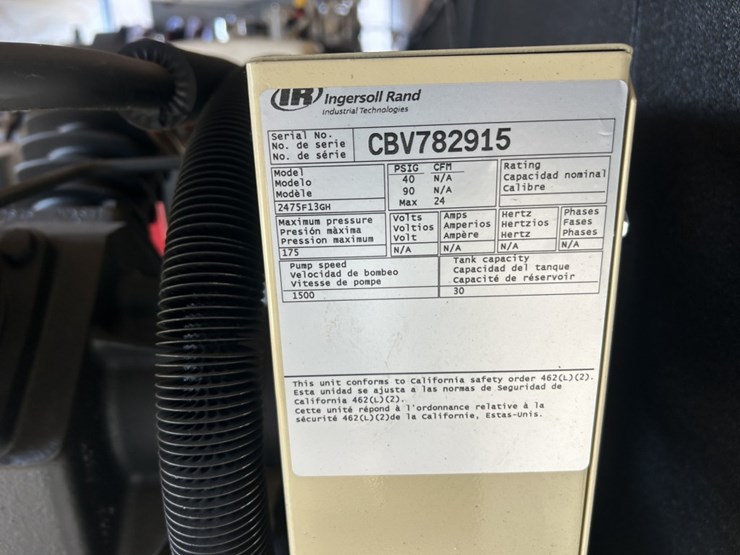 IR Ingersoll Rand
Industrial Technologies
Serial No.
No. de serie
No. de série
CBV782915
Model
Modelo
Modèle
2475F13GH
PSIG CFM
40 N/A
90 N/A
Max 24
Rating
Capacidad nominal
Calibre
Maximum pressure
Presión màxima
Pression maximum
175
Volts
Voltios
Volt
N/A
Amps
Amperios
Ampère
N/A
Hertz
Hertzios
Hertz
N/A
Phases
Fases
Phases
N/A
Pump speed
Velocidad de bombeo
Vitesse de pompe
1500
Tank capacity
Capacidad del tanque
Capacité de réservoir
30
This unit conforms to California safety order 462(L)(2).
Esta unidad se ajusta a las normas de Seguridad de
California 462(L)(2).
Cette unité répond à l'ordonnance relative à la
sécurité 462(L)(2)de la Californie, Estas-Unis.